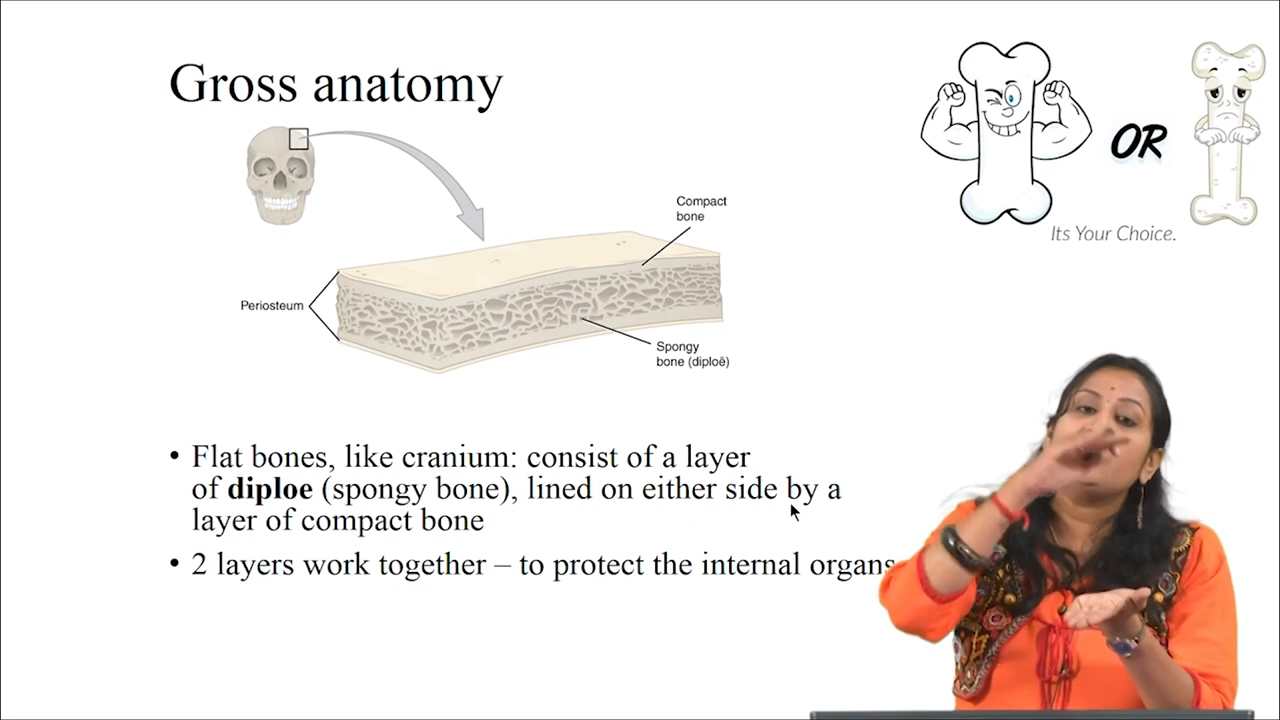 Gross anatomy
OR
Its Your Choice.
Compact
bone
Periosteum
Spongy
bone (diploë)
• Flat bones, like cranium: consist of a layer
of diploe (spongy bone), lined on either side by a
layer of compact bone
• 2 layers work together – to protect the internal organs